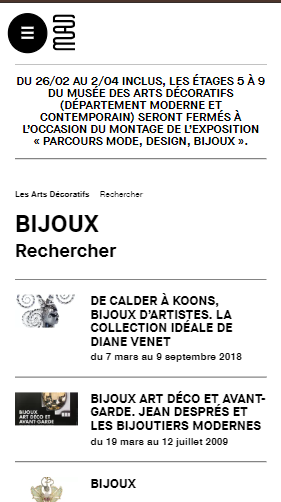 MAD
DU 26/02 AU 2/04 INCLUS, LES ÉTAGES 5 À 9
DU MUSÉE DES ARTS DÉCORATIFS
(DÉPARTEMENT MODERNE ET
CONTEMPORAIN) SERONT FERMÉS À
L'OCCASION DU MONTAGE DE L'EXPOSITION
« PARCOURS MODE, DESIGN, BIJOUX ».
Les Arts Décoratifs Rechercher
BIJOUX
Rechercher
DE CALDER À KOONS,
BIJOUX D'ARTISTES. LA
COLLECTION IDÉALE DE
DIANE VENET
du 7 mars au 9 septembre 2018
BIJOUX
ART DÉCO ET
AVANT-GARDE
BIJOUX ART DÉCO ET AVANT-
GARDE. JEAN DESPRÉS ET
LES BIJOUTIERS MODERNES
du 19 mars au 12 juillet 2009
BIJOUX